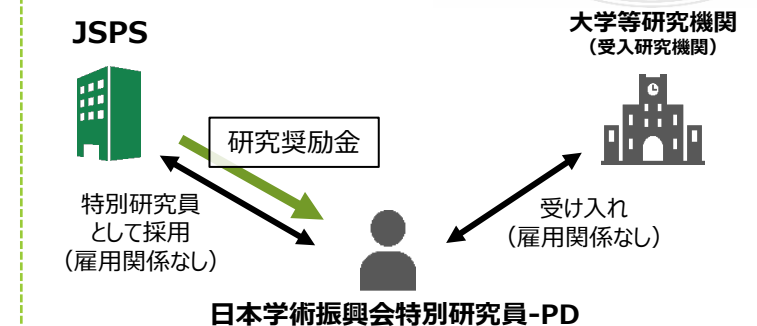 JSPS
大学等研究機関
（受入研究機関）
研究奨励金
特別研究員
として採用
（雇用関係なし）
受け入れ
（雇用関係なし）
日本学術振興会特別研究員-PD